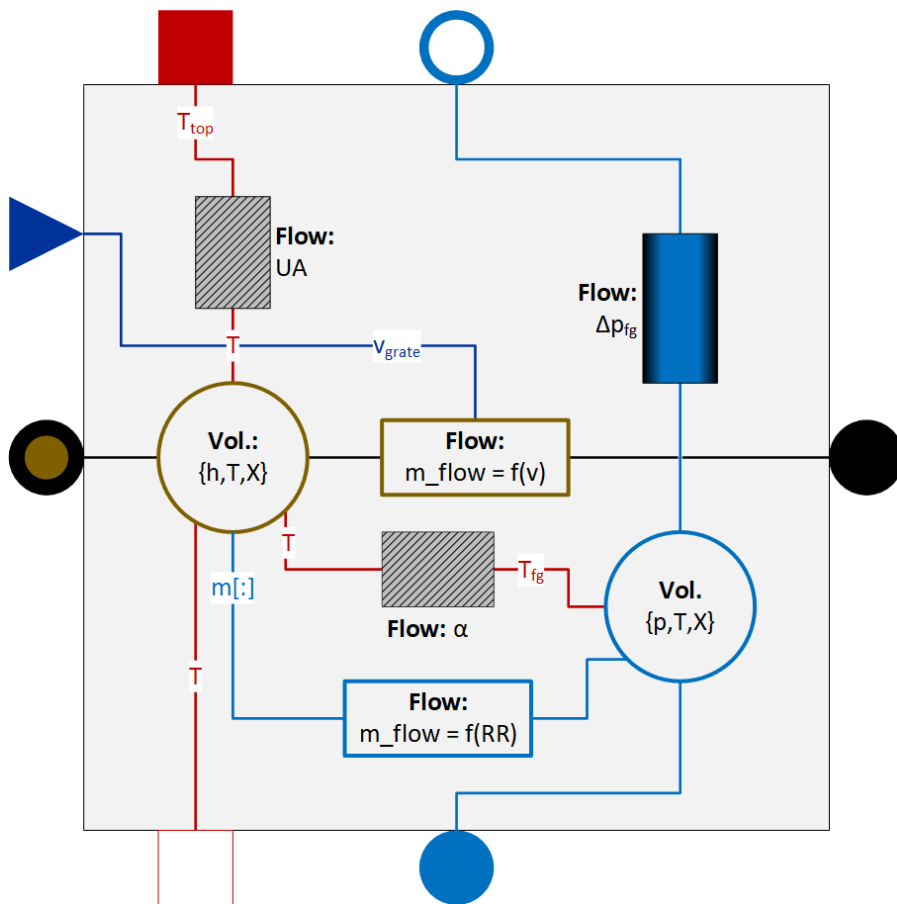 T_top
Flow:
UA
Flow:
Δp_fg
T
v_grate
Vol.:
{h,T,X}
Flow:
m_flow = f(v)
T
T_fg
m[:]
Vol.
{p,T,X}
Flow: α
T
Flow:
m_flow = f(RR)